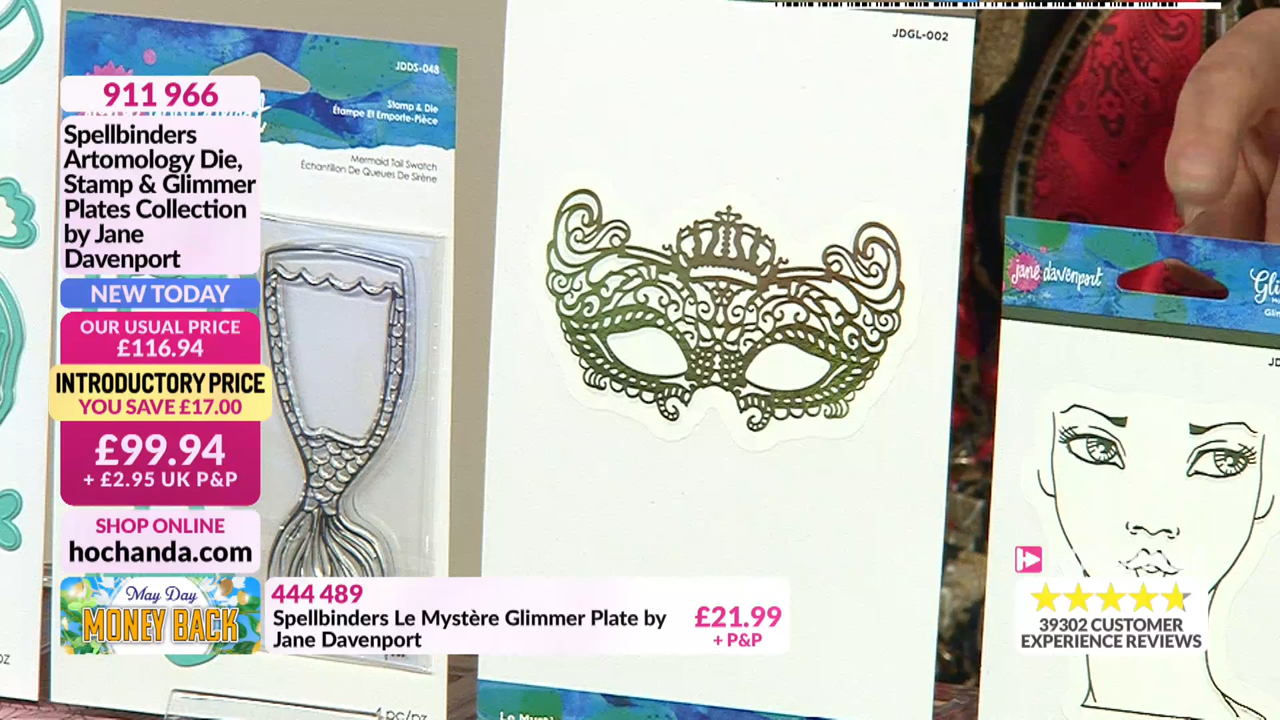 JDGL-002
JDDS-048
911 966
Stamp & Die
Étampe Et Emporte-Pièce
Spellbinders
Artomology Die,
Stamp & Glimmer
Plates Collection
by Jane
Davenport
Mermaid Tail Swatch
Échantillon De Queues De Sirène
jane davenport
NEW TODAY
OUR USUAL PRICE
£116.94
INTRODUCTORY PRICE
YOU SAVE £17.00
£99.94
+ £2.95 UK P&P
SHOP ONLINE
hochanda.com
May Day
MONEY BACK
444 489
Spellbinders Le Mystère Glimmer Plate by
Jane Davenport
£21.99
+ P&P
39302 CUSTOMER
EXPERIENCE REVIEWS